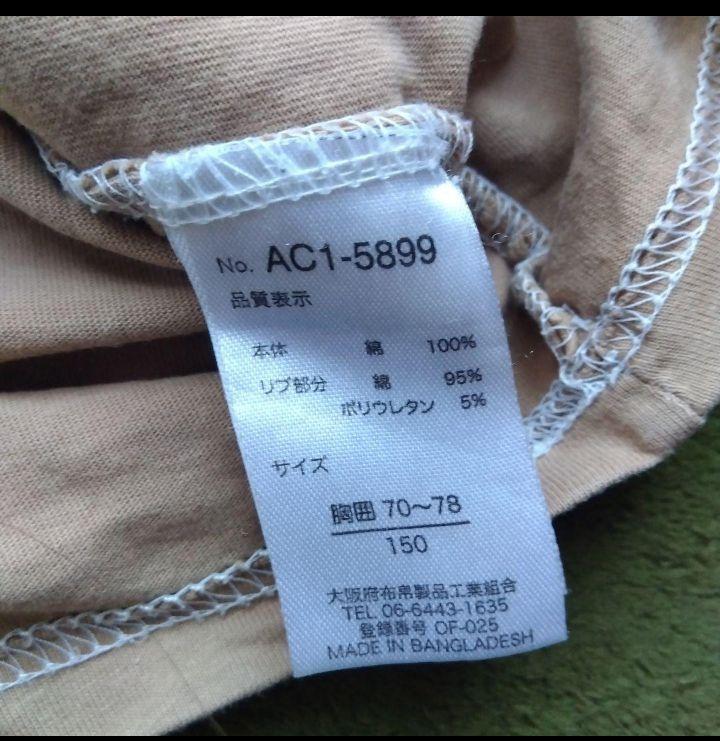 No. AC1-5899
品質表示
本体 綿 100%
リブ部分 綿 95%
ポリウレタン 5%
サイズ
胸囲 70〜78
150
大阪府布帛製品工業組合
TEL 06-6443-1635
登録番号 OF-025
MADE IN BANGLADESH